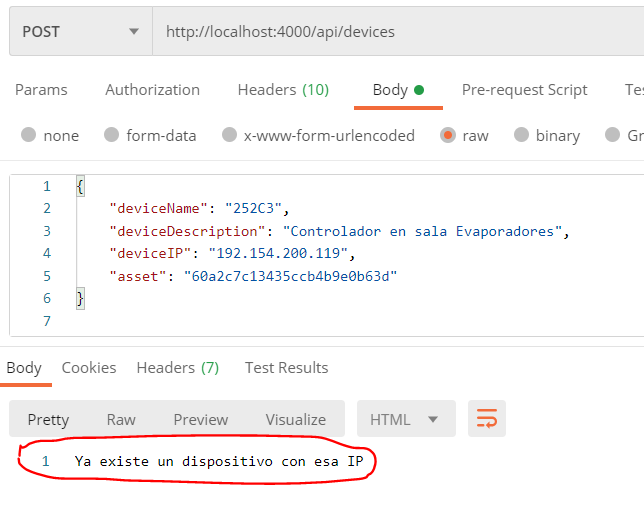 POST http://localhost:4000/api/devices
Params Authorization Headers (10) Body Pre-request Script Te
none form-data x-www-form-urlencoded raw binary Gr
1 {
2 "deviceName": "252C3",
3 "deviceDescription": "Controlador en sala Evaporadores",
4 "deviceIP": "192.154.200.119",
5 "asset": "60a2c7c13435ccb4b9e0b63d"
6 }
7
Body Cookies Headers (7) Test Results
Pretty Raw Preview Visualize HTML
1 Ya existe un dispositivo con esa IP